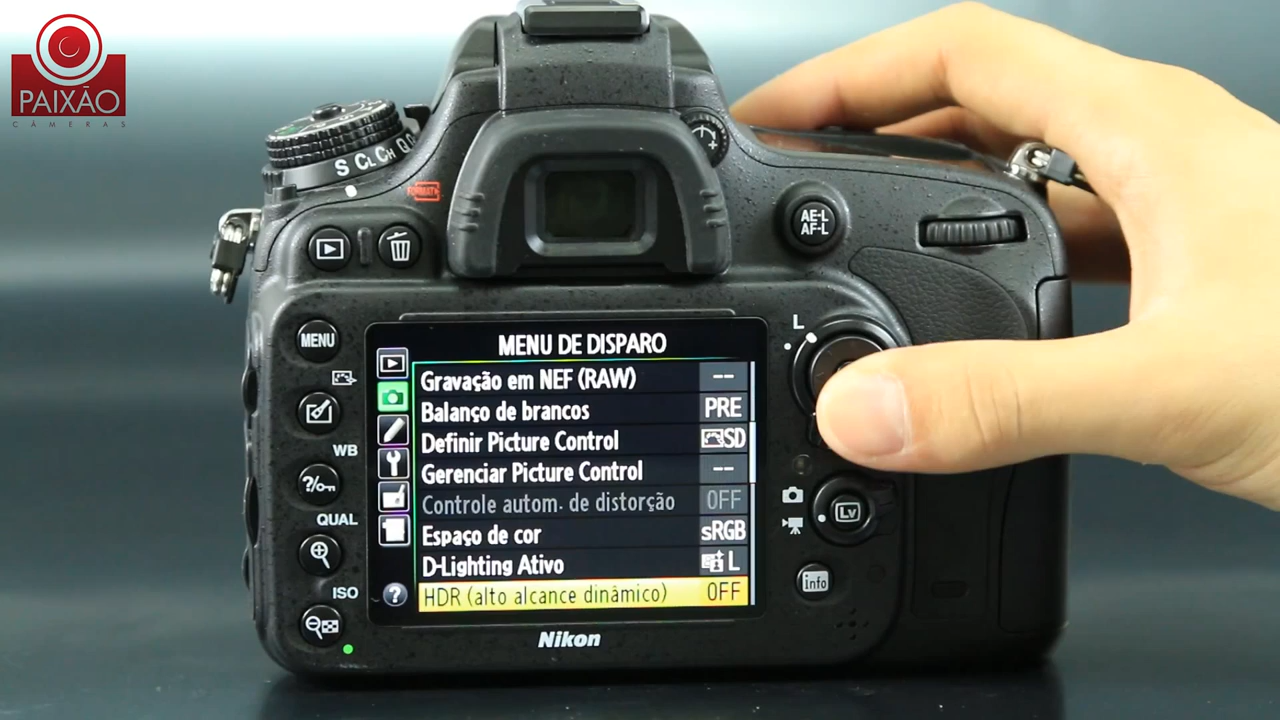 PAIXÃO
CÂMERAS
S CL CH Q
FORMAT
AE-L
AF-L
L
MENU
WB
?
QUAL
ISO
MENU DE DISPARO
Gravação em NEF (RAW) --
Balanço de brancos PRE
Definir Picture Control SD
Gerenciar Picture Control --
Controle autom. de distorção OFF
Espaço de cor sRGB
D-Lighting Ativo L
HDR (alto alcance dinâmico) OFF
?
Lv
info
Nikon